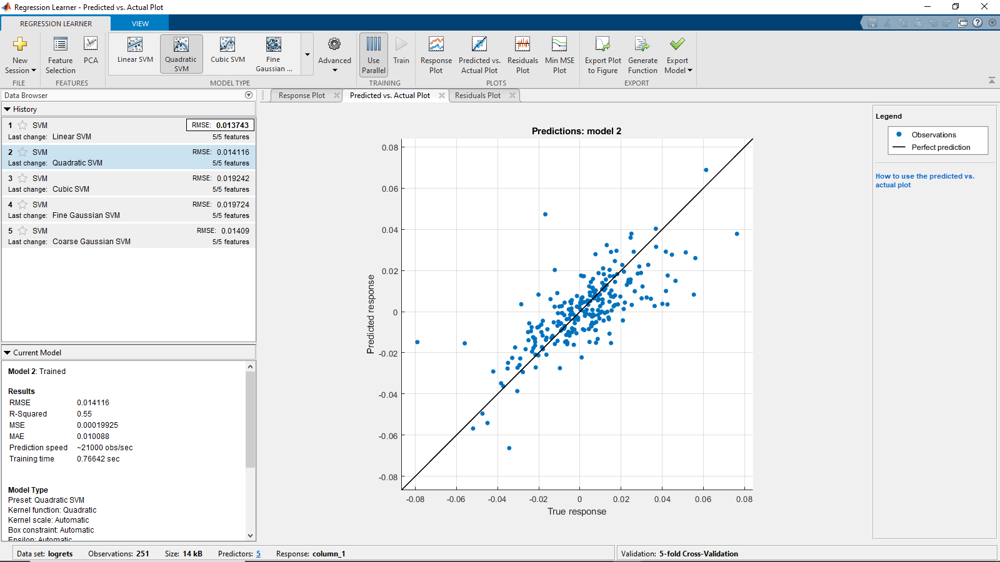 Regression Learner - Predicted vs. Actual Plot
REGRESSION LEARNER
VIEW
New Session
Feature Selection
PCA
Linear SVM
Quadratic SVM
Cubic SVM
Fine Gaussian ...
Advanced
Use Parallel
Train
Response Plot
Predicted vs. Actual Plot
Residuals Plot
Min MSE Plot
Export Plot to Figure
Generate Function
Export Model
FILE
FEATURES
MODEL TYPE
TRAINING
PLOTS
EXPORT
Data Browser
History
1 SVM RMSE: 0.013743
Last change: Linear SVM 5/5 features
2 SVM RMSE: 0.014116
Last change: Quadratic SVM 5/5 features
3 SVM RMSE: 0.019242
Last change: Cubic SVM 5/5 features
4 SVM RMSE: 0.019724
Last change: Fine Gaussian SVM 5/5 features
5 SVM RMSE: 0.01409
Last change: Coarse Gaussian SVM 5/5 features
Current Model
Model 2: Trained
Results
RMSE 0.014116
R-Squared 0.55
MSE 0.00019925
MAE 0.010088
Prediction speed ~21000 obs/sec
Training time 0.76642 sec
Model Type
Preset: Quadratic SVM
Kernel function: Quadratic
Kernel scale: Automatic
Box constraint: Automatic
Epsilon: Automatic
Response Plot
Predicted vs. Actual Plot
Residuals Plot
Predictions: model 2
Predicted response
0.08
0.06
0.04
0.02
0
-0.02
-0.04
-0.06
-0.08
-0.08 -0.06 -0.04 -0.02 0 0.02 0.04 0.06 0.08
True response
Legend
Observations
Perfect prediction
How to use the predicted vs.
actual plot
Data set: logrets Observations: 251 Size: 14 kB Predictors: 5 Response: column_1
Validation: 5-fold Cross-Validation